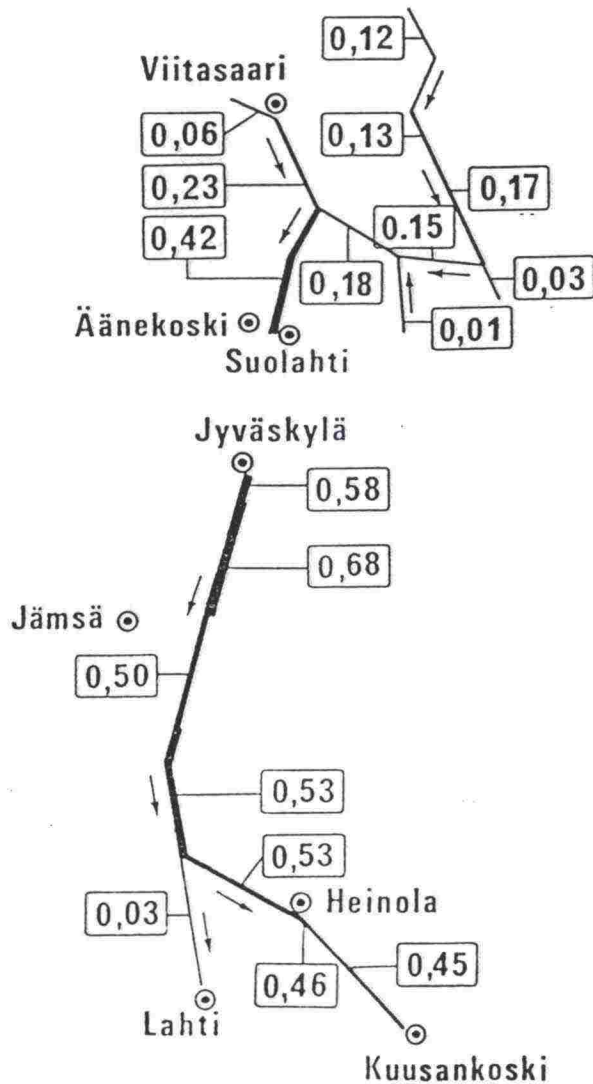 0,12
Viitasaari
0,06
0,13
0,23
0,17
0,42
0.15
0,18
0,03
Äänekoski
0,01
Suolahti
Jyväskylä
0,58
0,68
Jämsä
0,50
0,53
0,53
Heinola
0,03
0,46
0,45
Lahti
Kuusankoski